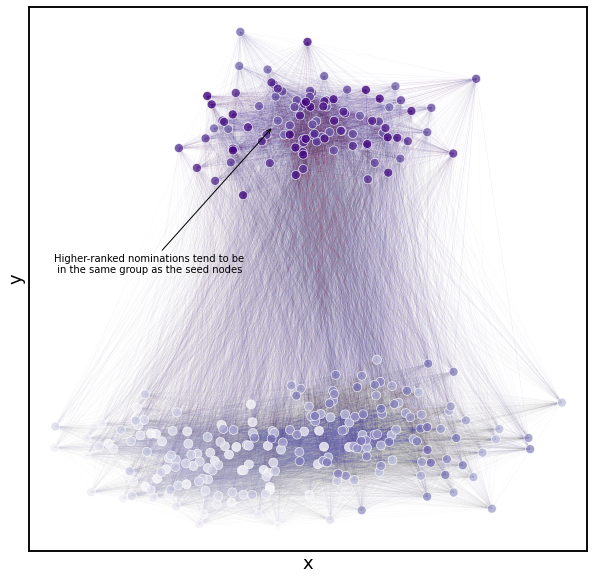 Higher-ranked nominations tend to be
in the same group as the seed nodes
y
x